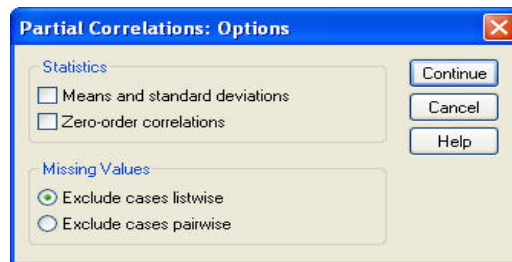 Partial Correlations: Options
Statistics
Means and standard deviations
Zero-order correlations
Missing Values
Exclude cases listwise
Exclude cases pairwise
Continue
Cancel
Help